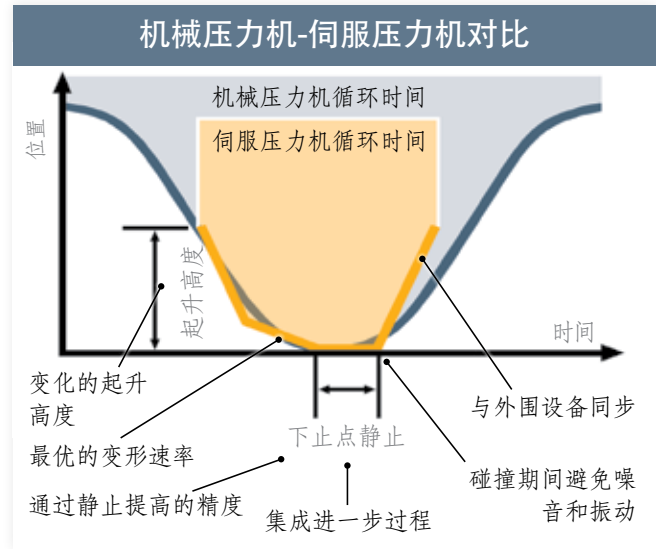 机械压力机-伺服压力机对比
机械压力机循环时间
伺服压力机循环时间
位置
起升高度
时间
变化的起升
高度
与外围设备同步
下止点静止
最优的变形速率
碰撞期间避免噪
音和振动
通过静止提高的精度
集成进一步过程